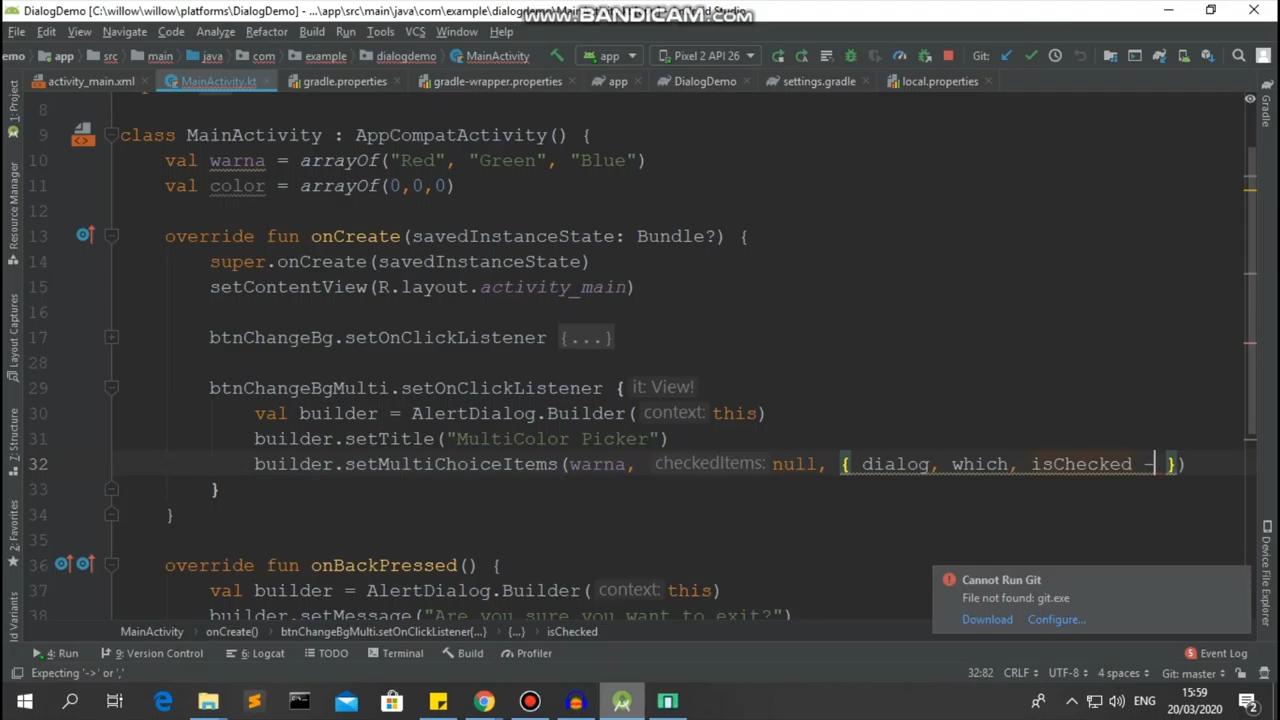 DialogDemo [C:\willow\willow\platforms\DialogDemo] - ...\app\src\main\java\com\example\dialogdemo\MainActivity.kt
www.BANDICAM.com
File Edit View Navigate Code Analyze Refactor Build Run Tools VCS Window Help
emo app src main java com example dialogdemo MainActivity app Pixel 2 API 26 Git:
activity_main.xml MainActivity.kt gradle.properties gradle-wrapper.properties app DialogDemo settings.gradle local.properties
1: Project
Resource Manager
Layout Captures
7: Structure
2: Favorites
ild Variants
Gradle
Device File Explorer
8
9 class MainActivity : AppCompatActivity() {
10 val warna = arrayOf("Red", "Green", "Blue")
11 val color = arrayOf(0,0,0)
12
13 override fun onCreate(savedInstanceState: Bundle?) {
14 super.onCreate(savedInstanceState)
15 setContentView(R.layout.activity_main)
16
17 btnChangeBg.setOnClickListener {...}
28
29 btnChangeBgMulti.setOnClickListener { it: View!
30 val builder = AlertDialog.Builder( context: this)
31 builder.setTitle("MultiColor Picker")
32 builder.setMultiChoiceItems(warna, checkedItems: null, { dialog, which, isChecked - })
33 }
34 }
35
36 override fun onBackPressed() {
37 val builder = AlertDialog.Builder( context: this)
38 builder.setMessage("Are you sure you want to exit?")
Cannot Run Git
File not found: git.exe
Download Configure...
MainActivity onCreate() btnChangeBgMulti.setOnClickListener{...} {...} isChecked
4: Run 9: Version Control 6: Logcat TODO Terminal Build Profiler 5 Event Log
Expecting '->' or ',' 32:82 CRLF UTF-8 4 spaces Git: master
ENG 15:59
20/03/2020 2